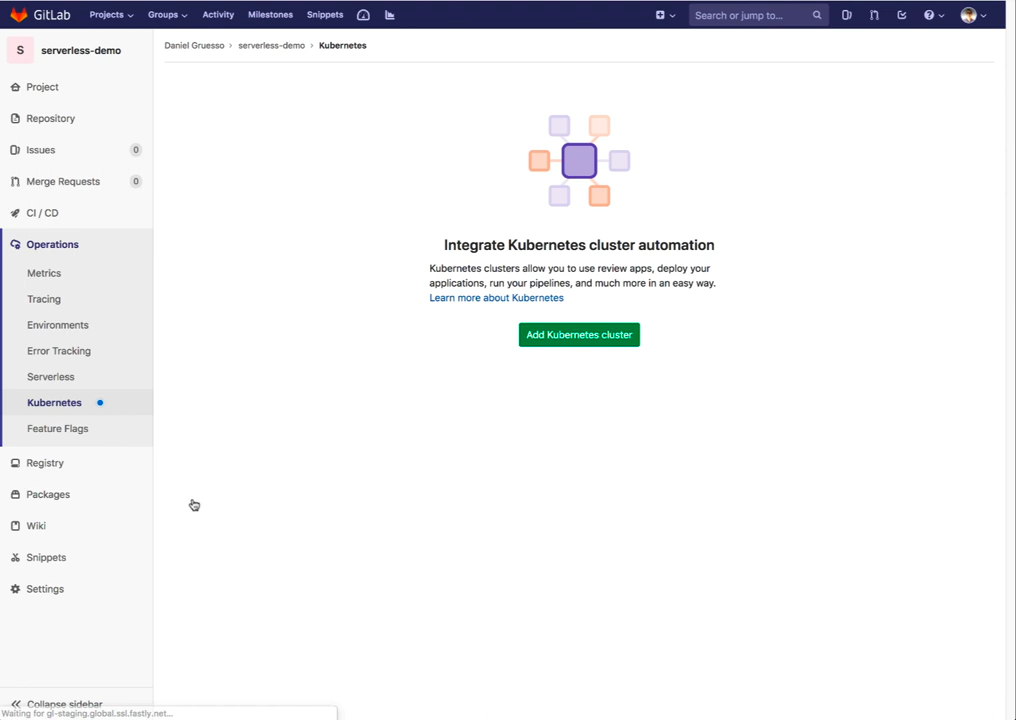 GitLab Projects Groups Activity Milestones Snippets Search or jump to...
S serverless-demo
Daniel Gruesso › serverless-demo › Kubernetes
Project
Repository
Issues 0
Merge Requests 0
CI / CD
Operations
Metrics
Tracing
Environments
Error Tracking
Serverless
Kubernetes
Feature Flags
Registry
Packages
Wiki
Snippets
Settings
Collapse sidebar
Waiting for gl-staging.global.ssl.fastly.net...
Integrate Kubernetes cluster automation
Kubernetes clusters allow you to use review apps, deploy your
applications, run your pipelines, and much more in an easy way.
Learn more about Kubernetes
Add Kubernetes cluster